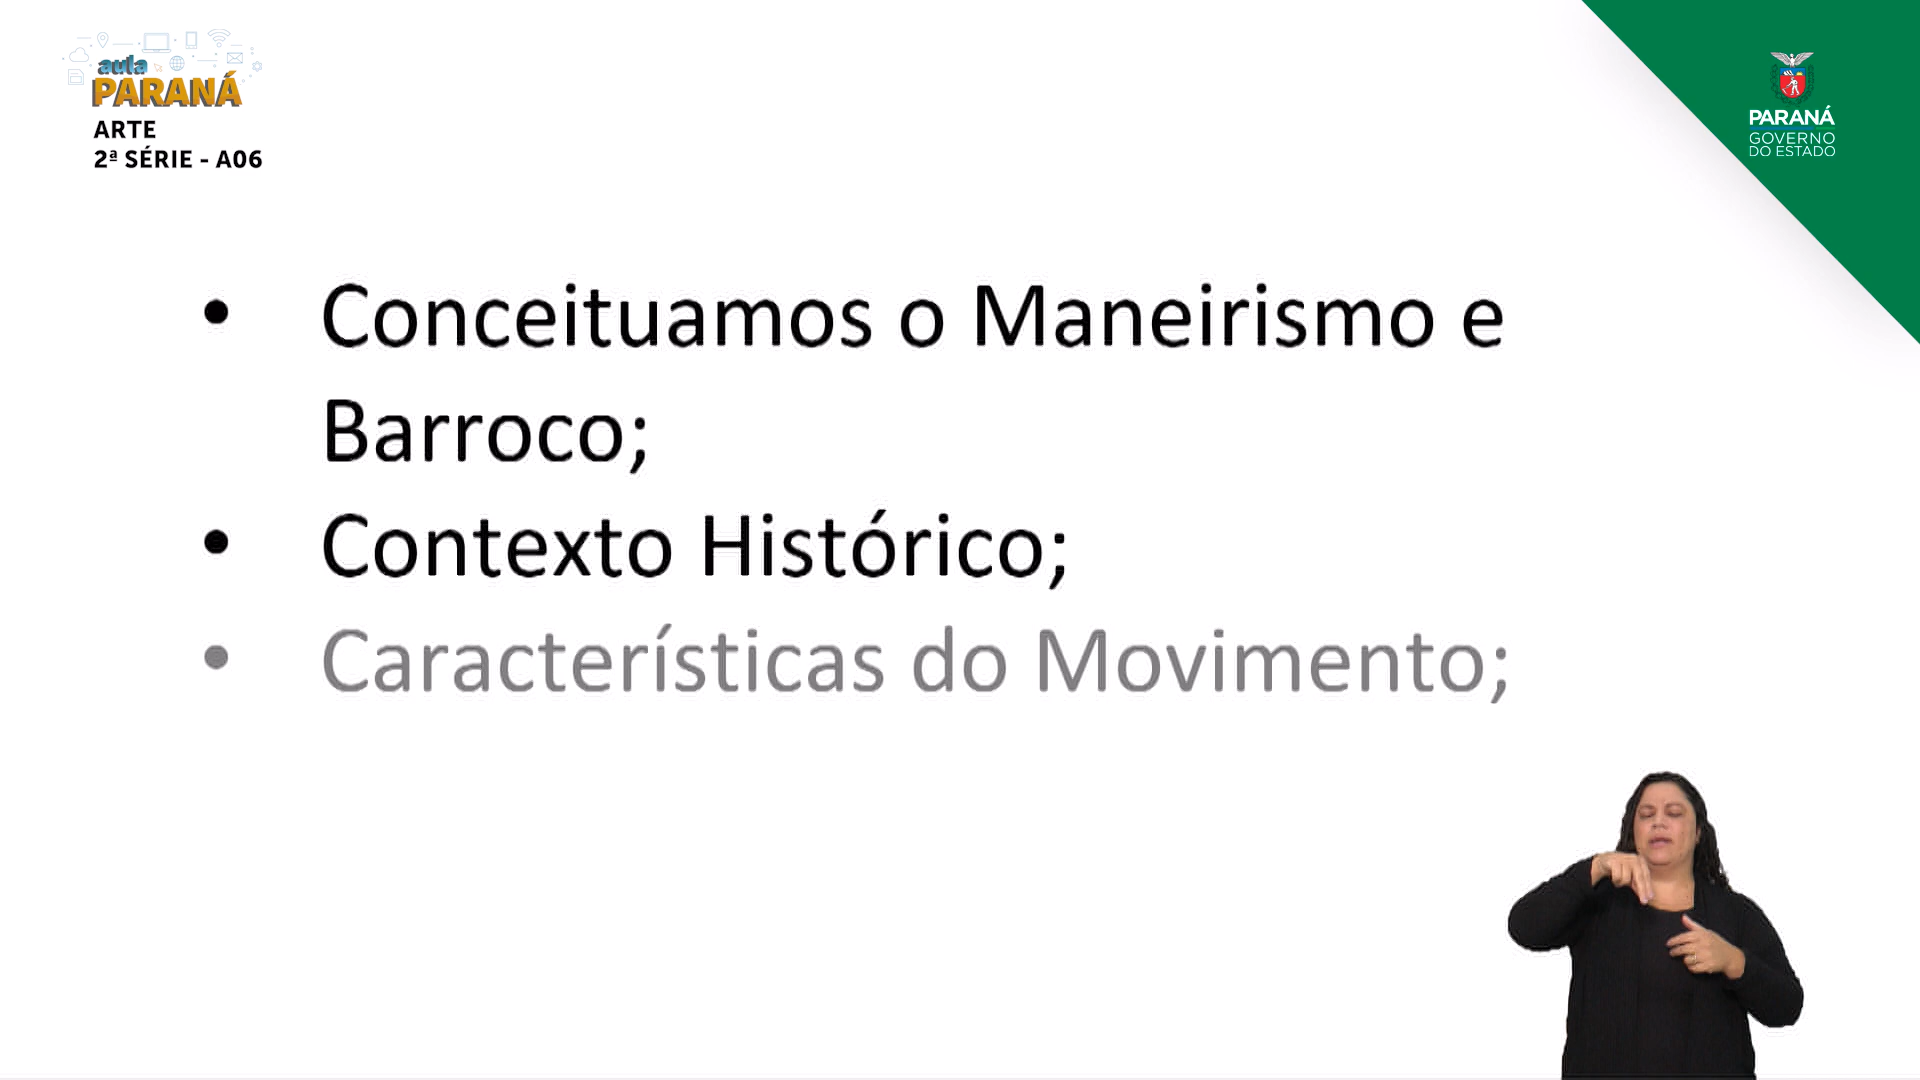 aula
PARANÁ
ARTE
2ª SÉRIE - A06
PARANÁ
GOVERNO
DO ESTADO
• Conceituamos o Maneirismo e
Barroco;
• Contexto Histórico;
• Características do Movimento;